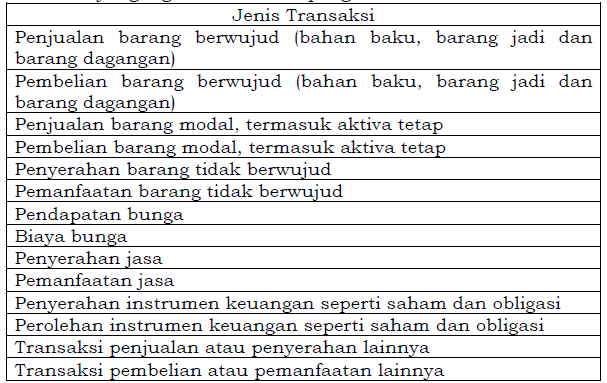 Jenis Transaksi
Penjualan barang berwujud (bahan baku, barang jadi dan
barang dagangan)
Pembelian barang berwujud (bahan baku, barang jadi dan
barang dagangan)
Penjualan barang modal, termasuk aktiva tetap
Pembelian barang modal, termasuk aktiva tetap
Penyerahan barang tidak berwujud
Pemanfaatan barang tidak berwujud
Pendapatan bunga
Biaya bunga
Penyerahan jasa
Pemanfaatan jasa
Penyerahan instrumen keuangan seperti saham dan obligasi
Perolehan instrumen keuangan seperti saham dan obligasi
Transaksi penjualan atau penyerahan lainnya
Transaksi pembelian atau pemanfaatan lainnya